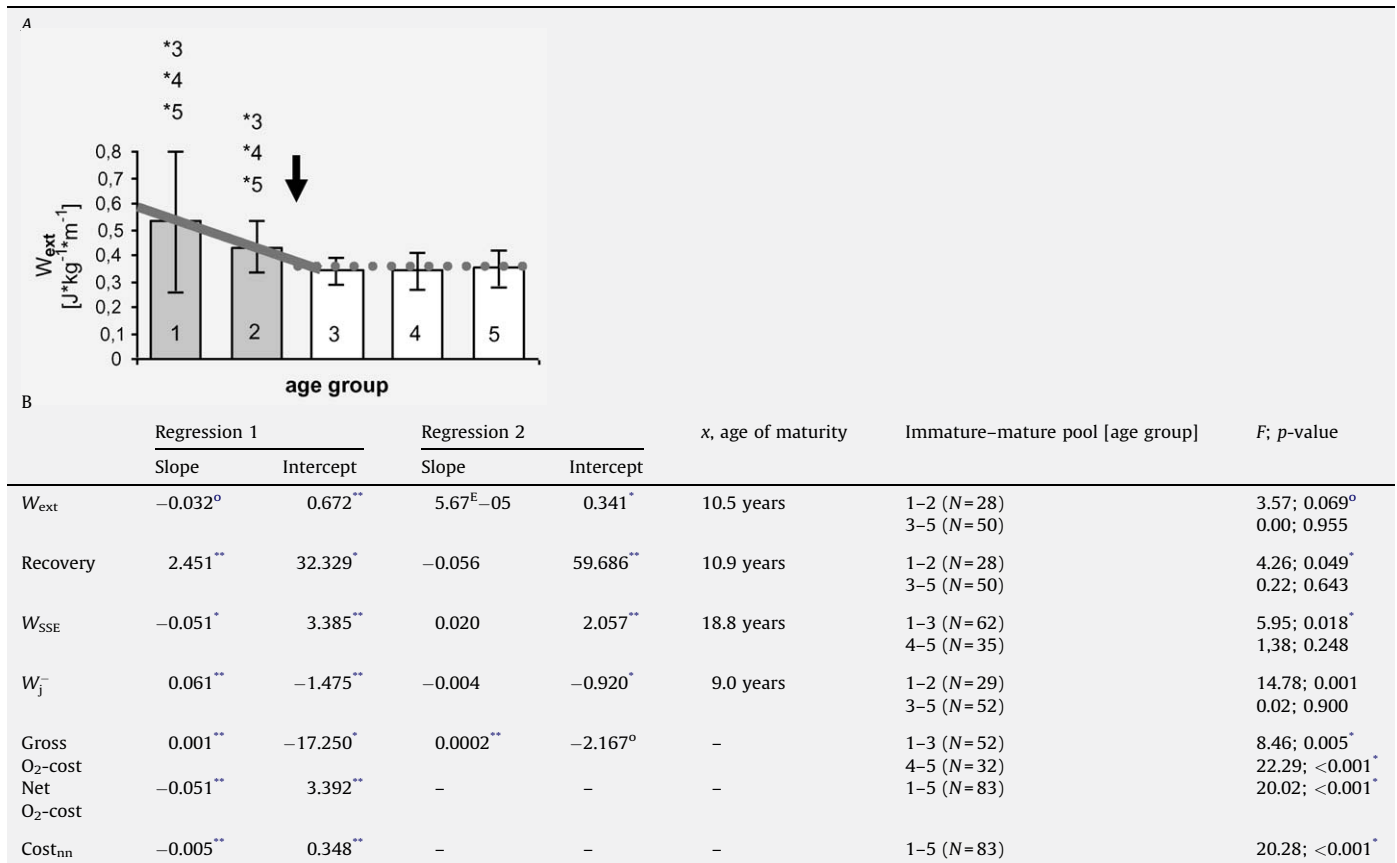 A
*3
*4
*5
*3
*4
*5
0,8
0,7
0,6
0,5
0,4
0,3
0,2
0,1
0
W_ext
[J*kg⁻¹*m⁻¹]
1 2 3 4 5
age group
B
Regression 1 Regression 2 x, age of maturity Immature–mature pool [age group] F; p-value
Slope Intercept Slope Intercept
W_ext −0.032° 0.672** 5.67^E−05 0.341* 10.5 years 1–2 (N=28) 3.57; 0.069°
3–5 (N=50) 0.00; 0.955
Recovery 2.451** 32.329* −0.056 59.686** 10.9 years 1–2 (N=28) 4.26; 0.049*
3–5 (N=50) 0.22; 0.643
W_SSE −0.051* 3.385** 0.020 2.057** 18.8 years 1–3 (N=62) 5.95; 0.018*
4–5 (N=35) 1,38; 0.248
W_j⁻ 0.061** −1.475** −0.004 −0.920* 9.0 years 1–2 (N=29) 14.78; 0.001
3–5 (N=52) 0.02; 0.900
Gross 0.001** −17.250* 0.0002** −2.167° – 1–3 (N=52) 8.46; 0.005*
O₂-cost 4–5 (N=32) 22.29; <0.001*
Net −0.051** 3.392** – – – 1–5 (N=83) 20.02; <0.001*
O₂-cost
Cost_nn −0.005** 0.348** – – – 1–5 (N=83) 20.28; <0.001*